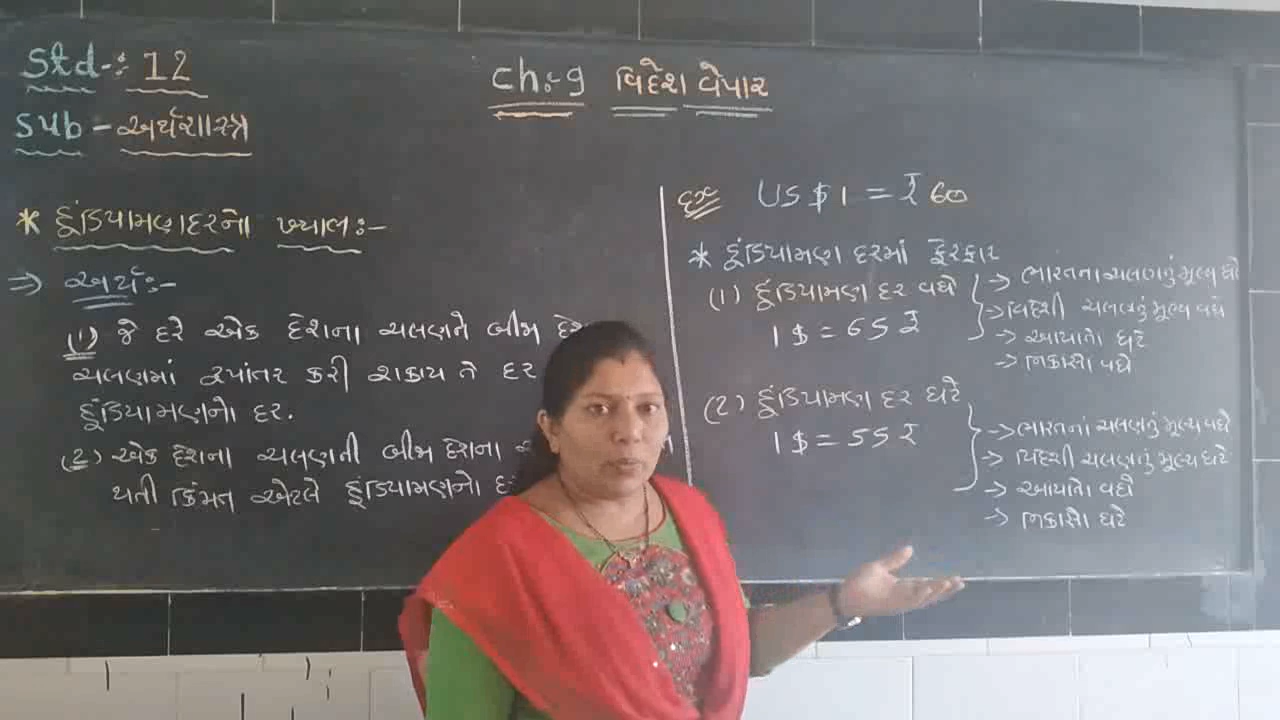 Std-: 12
Sub - અર્થશાસ્ત્ર
Ch:-9 વિદેશ વેપાર
* હૂંડિયામણદરનો ખ્યાલ:-
⇒ અર્થ:-
(1) જે દરે એક દેશના ચલણને બીજા
ચલણમાં રૂપાંતર કરી શકાય તે દર
હૂંડિયામણનો દર.
(2) એક દેશના ચલણની બીજા દેશના
થતી કિંમત એટલે હૂંડિયામણનો
US $ 1 = ₹ 60
* હૂંડિયામણ દરમાં ફેરફાર
(1) હૂંડિયામણ દર વધે
1 $ = 65 ₹
→ ભારતના ચલણનું મૂલ્ય ઘટે
→ વિદેશી ચલણનું મૂલ્ય વધે
→ આયાતો ઘટે
→ નિકાસો વધે
(2) હૂંડિયામણ દર ઘટે
1 $ = 55 ₹
→ ભારતના ચલણનું મૂલ્ય વધે
→ વિદેશી ચલણનું મૂલ્ય ઘટે
→ આયાતો વધે
→ નિકાસો ઘટે